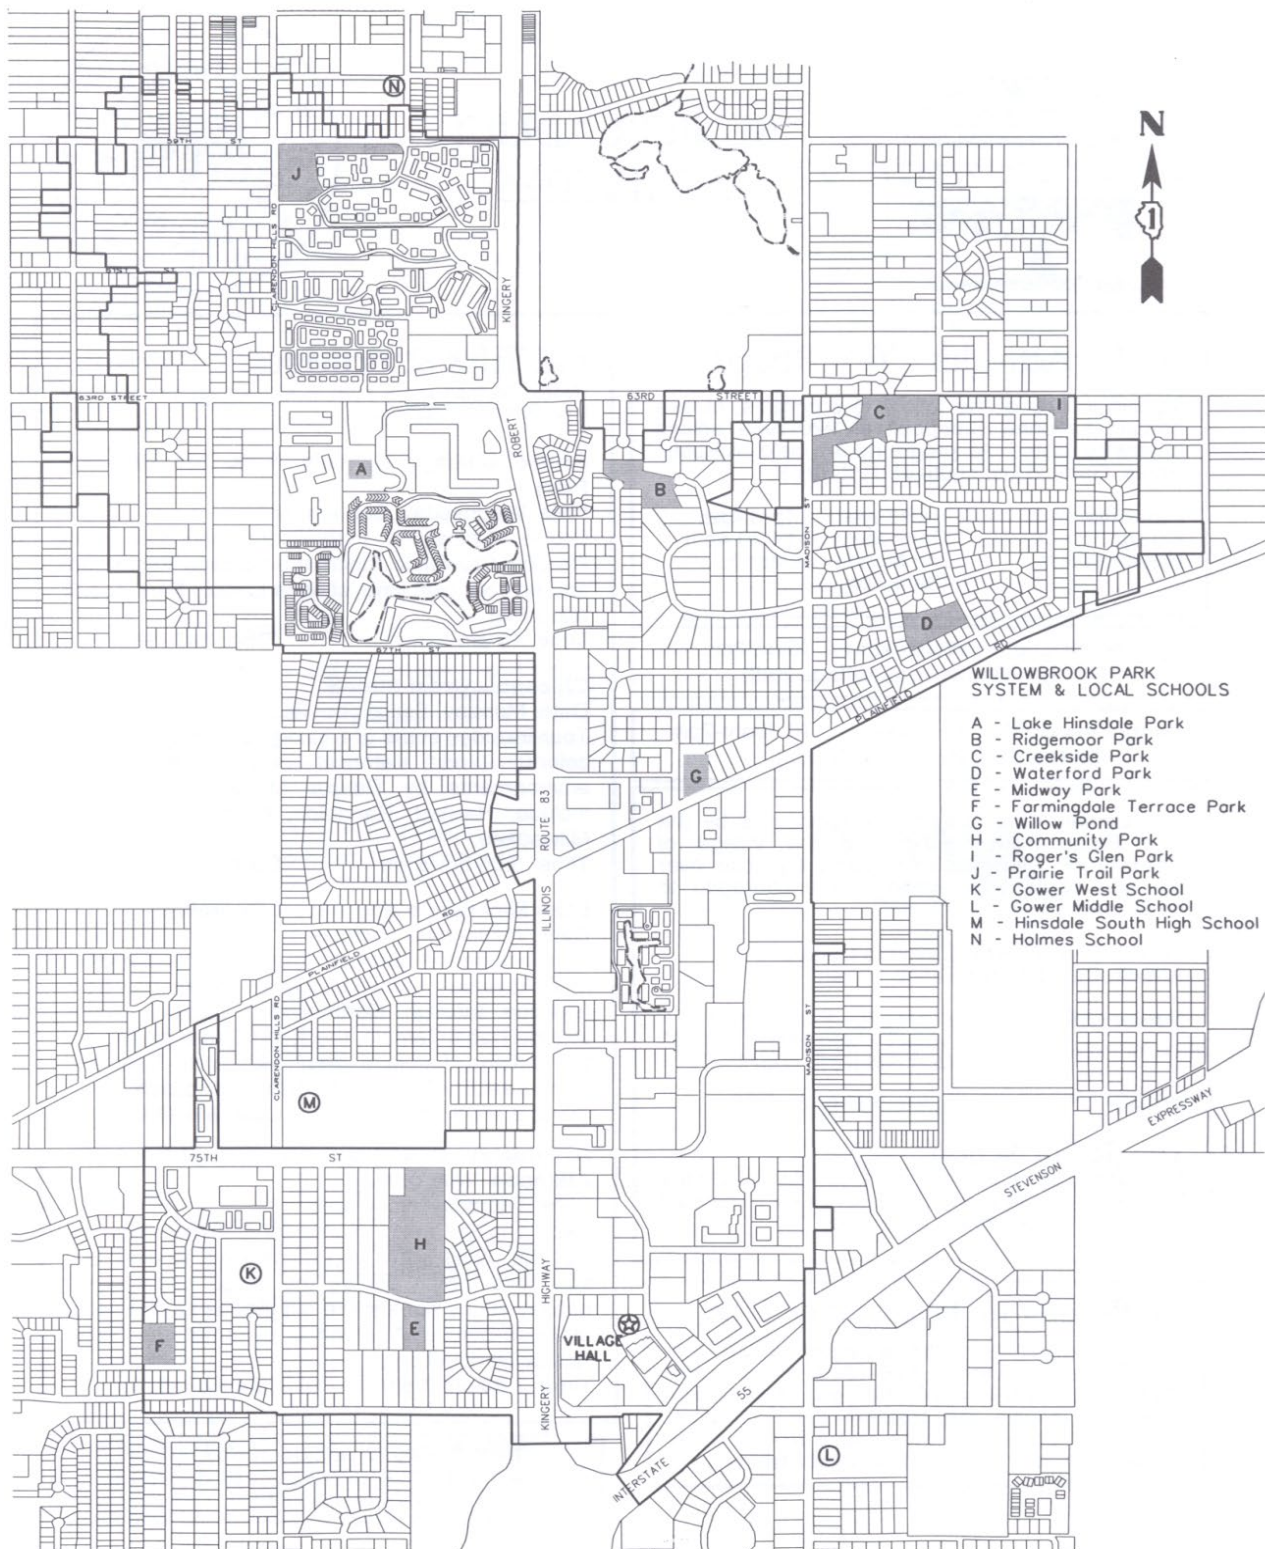 N
N
59TH ST
J
1
CLARENDON HILLS RD
KINGERY
61ST ST
63RD STREET
63RD STREET
C
I
ROBERT
A
B
MADISON ST
D
67TH ST
PLAINFIELD RD
WILLOWBROOK PARK
SYSTEM & LOCAL SCHOOLS
A - Lake Hinsdale Park
B - Ridgemoor Park
C - Creekside Park
D - Waterford Park
E - Midway Park
F - Farmingdale Terrace Park
G - Willow Pond
H - Community Park
I - Roger's Glen Park
J - Prairie Trail Park
K - Gower West School
L - Gower Middle School
M - Hinsdale South High School
N - Holmes School
G
ILLINOIS ROUTE 83
PLAINFIELD RD
CLARENDON HILLS RD
MADISON ST
M
STEVENSON EXPRESSWAY
75TH ST
H
K
KINGERY HIGHWAY
E
F
VILLAGE
HALL
INTERSTATE 55
L